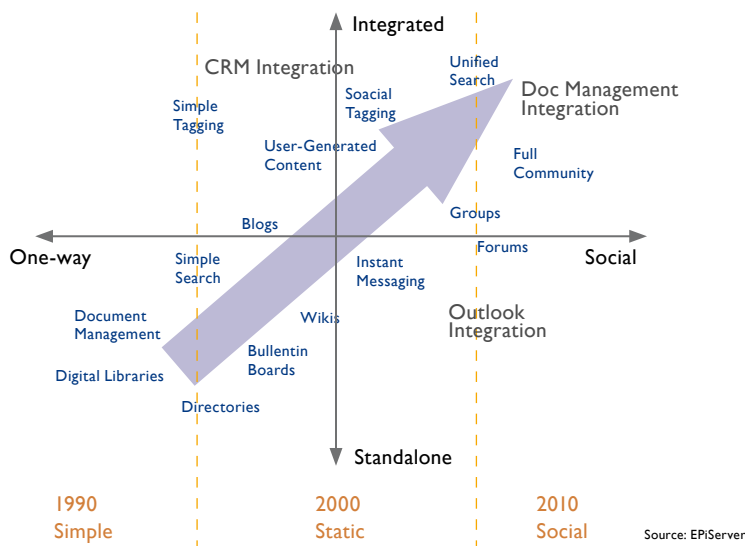 Integrated
CRM Integration
Unified
Search
Doc Management
Integration
Simple
Tagging
Soacial
Tagging
User-Generated
Content
Full
Community
Blogs
Groups
One-way
Social
Simple
Search
Instant
Messaging
Forums
Document
Management
Wikis
Outlook
Integration
Bullentin
Boards
Digital Libraries
Directories
Standalone
1990
Simple
2000
Static
2010
Social
Source: EPiServer